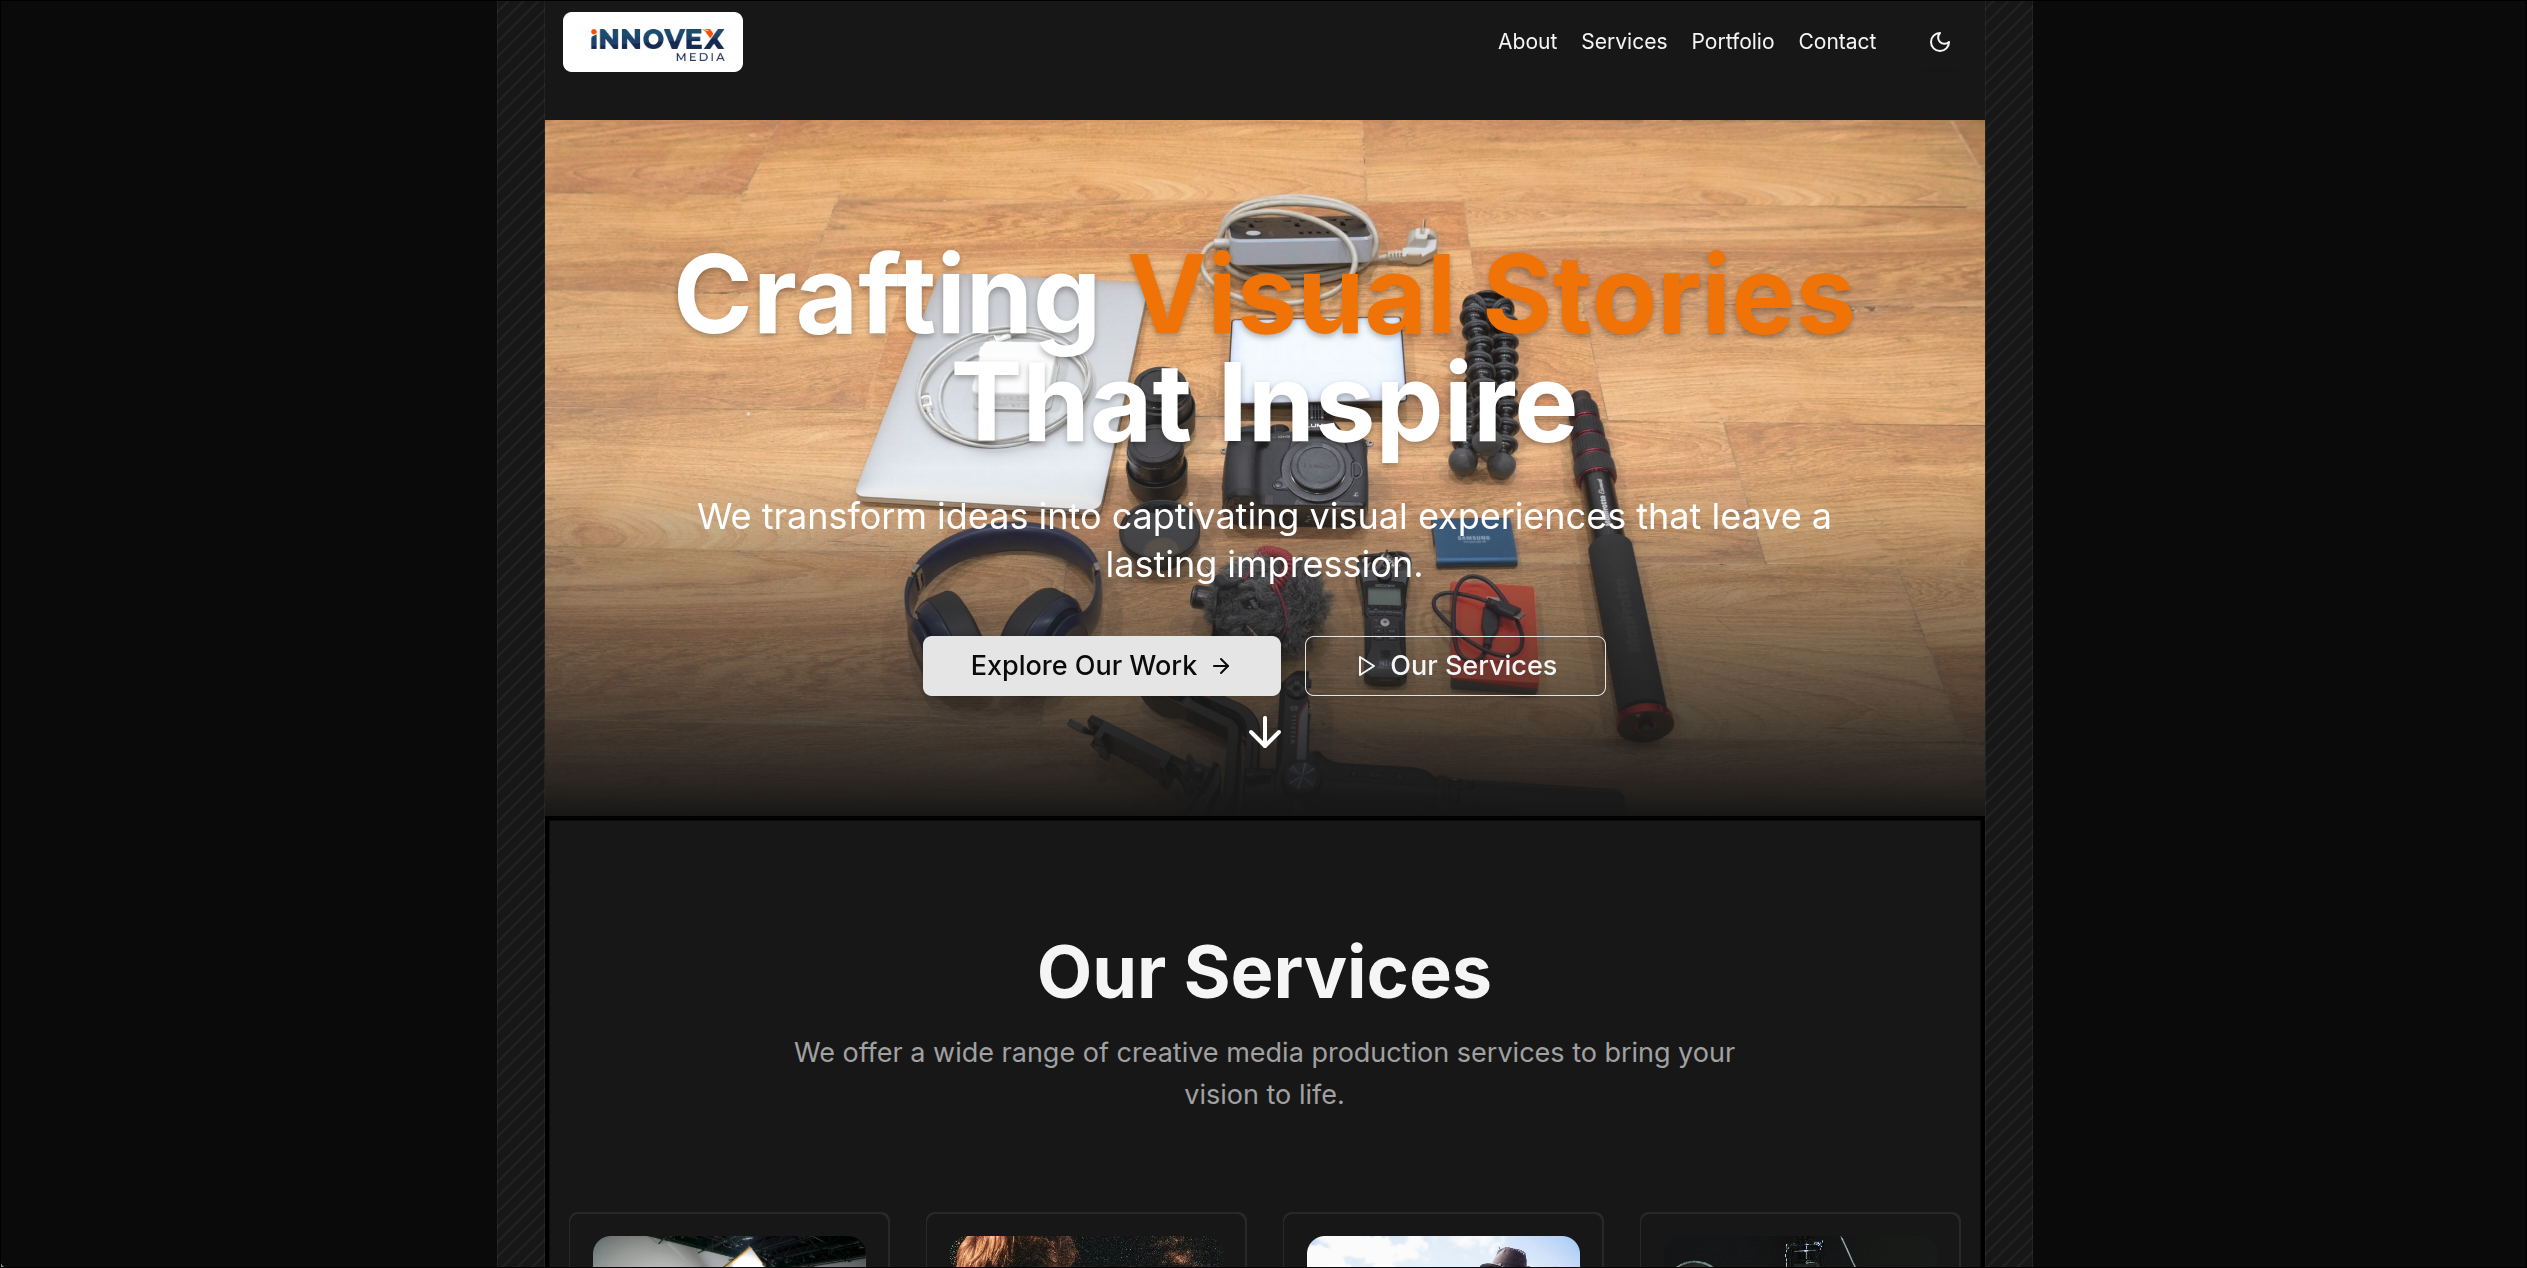 iNNOVEX
MEDIA
About Services Portfolio Contact
Crafting Visual Stories
That Inspire
We transform ideas into captivating visual experiences that leave a
lasting impression.
SAMSUNG
Explore Our Work
Our Services
Our Services
We offer a wide range of creative media production services to bring your
vision to life.